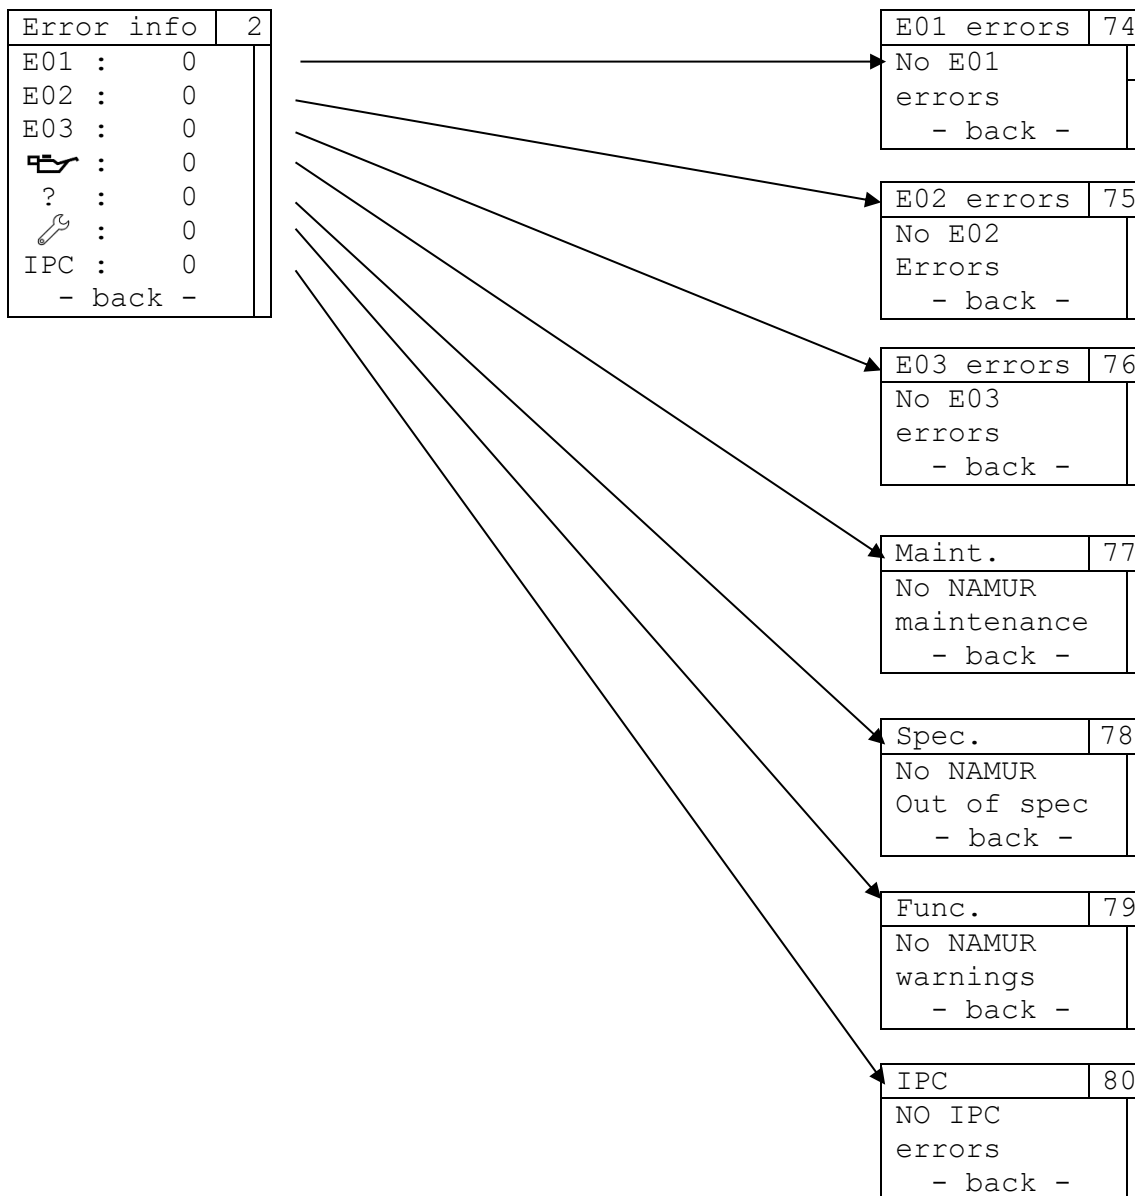 Error info 2
E01 : 0
E02 : 0
E03 : 0
: 0
? : 0
: 0
IPC : 0
- back -
E01 errors 74
No E01
errors
- back -
E02 errors 75
No E02
Errors
- back -
E03 errors 76
No E03
errors
- back -
Maint. 77
No NAMUR
maintenance
- back -
Spec. 78
No NAMUR
Out of spec
- back -
Func. 79
No NAMUR
warnings
- back -
IPC 80
NO IPC
errors
- back -